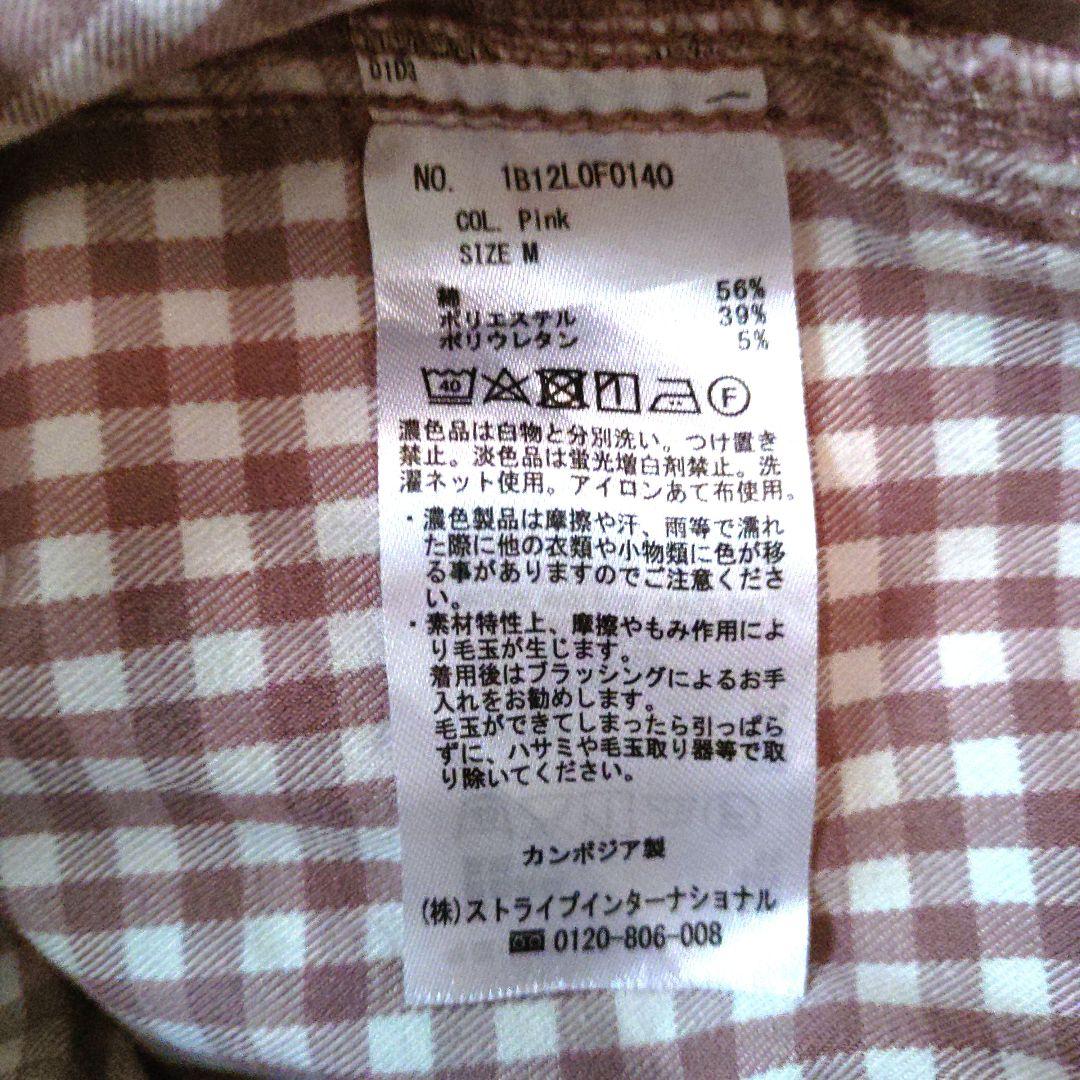 D1D3
NO. 1B12L0F0140
COL. Pink
SIZE M
綿 56%
ポリエステル 39%
ポリウレタン 5%
40
F
濃色品は白物と分別洗い。つけ置き
禁止。淡色品は蛍光増白剤禁止。洗
濯ネット使用。アイロンあて布使用。
・濃色製品は摩擦や汗、雨等で濡れ
た際に他の衣類や小物類に色が移
る事がありますのでご注意くださ
い。
・素材特性上、摩擦やもみ作用によ
り毛玉が生じます。
着用後はブラッシングによるお手
入れをお勧めします。
毛玉ができてしまったら引っぱら
ずに、ハサミや毛玉取り器等で取
り除いてください。
カンボジア製
(株)ストライプインターナショナル
0120-806-008